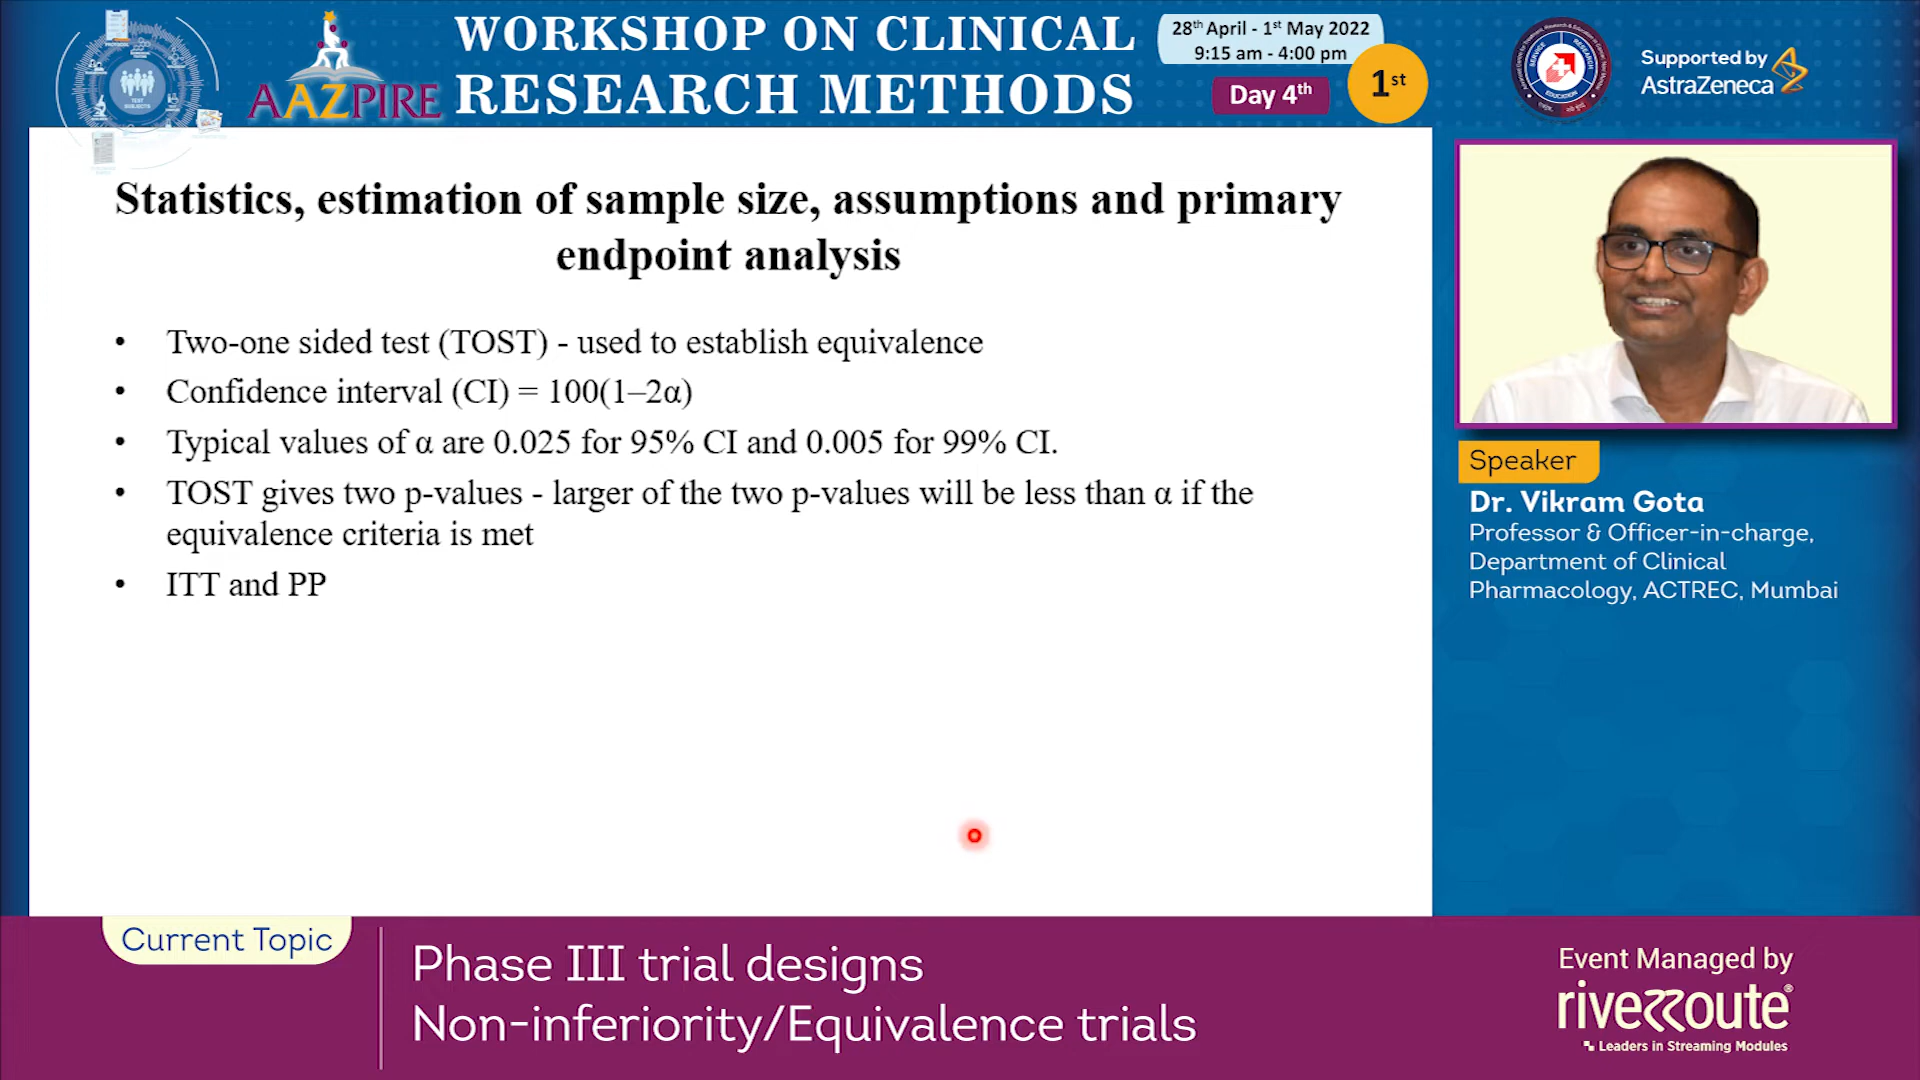 AAZPIRE
WORKSHOP ON CLINICAL
RESEARCH METHODS
28th April - 1st May 2022
9:15 am - 4:00 pm
Day 4th
1st
Supported by
AstraZeneca
TEST
SUBJECTS
SERVICE
RESEARCH
EDUCATION
Statistics, estimation of sample size, assumptions and primary
endpoint analysis
• Two-one sided test (TOST) - used to establish equivalence
• Confidence interval (CI) = 100(1–2α)
• Typical values of α are 0.025 for 95% CI and 0.005 for 99% CI.
• TOST gives two p-values - larger of the two p-values will be less than α if the
equivalence criteria is met
• ITT and PP
Speaker
Dr. Vikram Gota
Professor & Officer-in-charge,
Department of Clinical
Pharmacology, ACTREC, Mumbai
Current Topic
Phase III trial designs
Non-inferiority/Equivalence trials
Event Managed by
riverroute®
Leaders in Streaming Modules